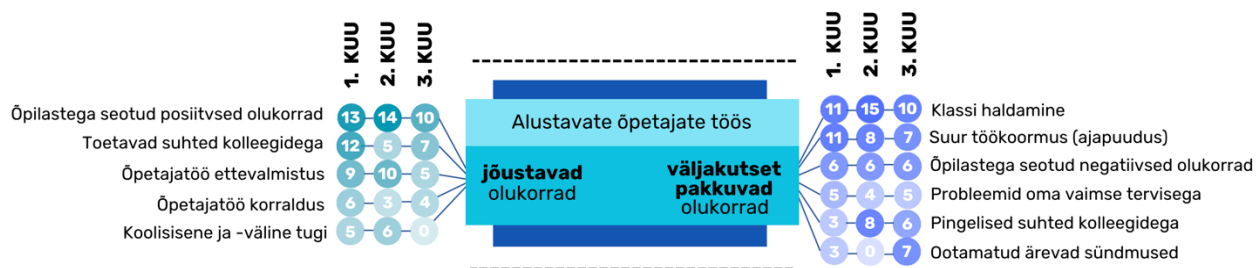 1. KUU 2. KUU 3. KUU
Õpilastega seotud posiitvsed olukorrad 13 14 10
Toetavad suhted kolleegidega 12 5 7
Õpetajatöö ettevalmistus 9 10 5
Õpetajatöö korraldus 6 3 4
Koolisisene ja -väline tugi 5 6 0
Alustavate õpetajate töös
jõustavad
olukorrad
väljakutset
pakkuvad
olukorrad
1. KUU 2. KUU 3. KUU
11 15 10 Klassi haldamine
11 8 7 Suur töökoormus (ajapuudus)
6 6 6 Õpilastega seotud negatiivsed olukorrad
5 4 5 Probleemid oma vaimse tervisega
3 8 6 Pingelised suhted kolleegidega
3 0 7 Ootamatud ärevad sündmused